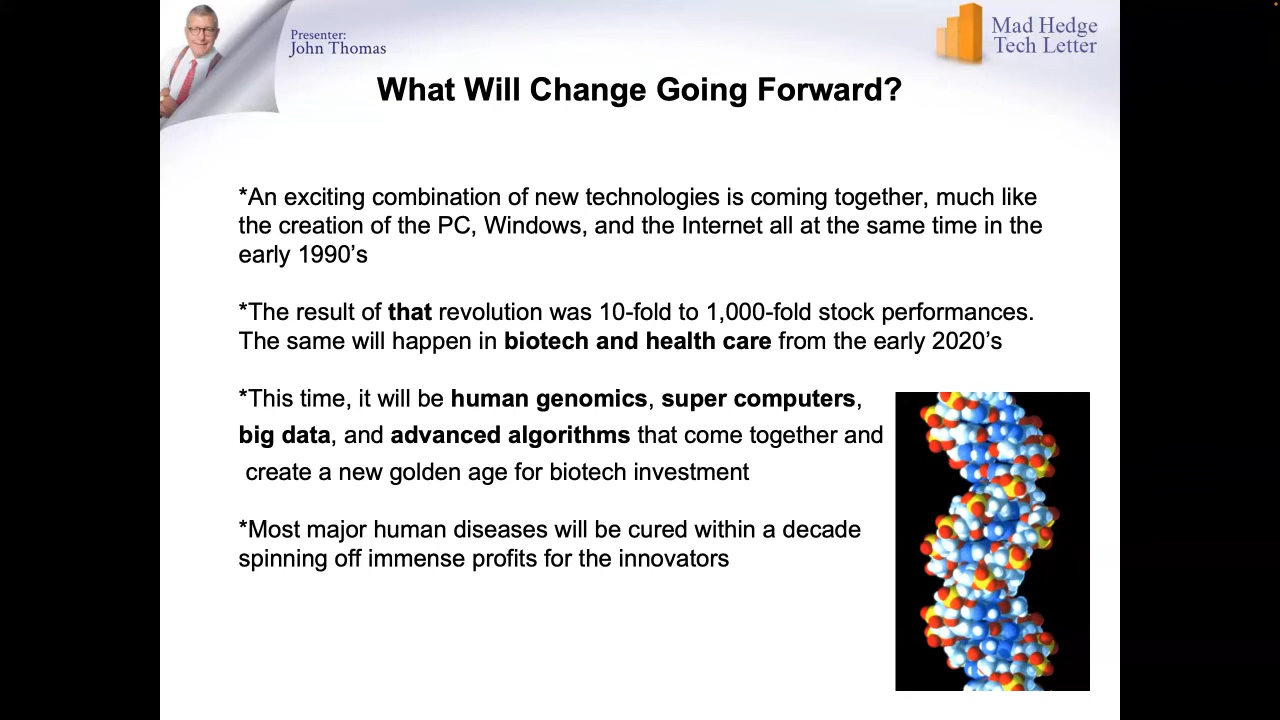 Presenter:
John Thomas
Mad Hedge
Tech Letter
What Will Change Going Forward?
*An exciting combination of new technologies is coming together, much like
the creation of the PC, Windows, and the Internet all at the same time in the
early 1990’s
*The result of that revolution was 10-fold to 1,000-fold stock performances.
The same will happen in biotech and health care from the early 2020’s
*This time, it will be human genomics, super computers,
big data, and advanced algorithms that come together and
create a new golden age for biotech investment
*Most major human diseases will be cured within a decade
spinning off immense profits for the innovators